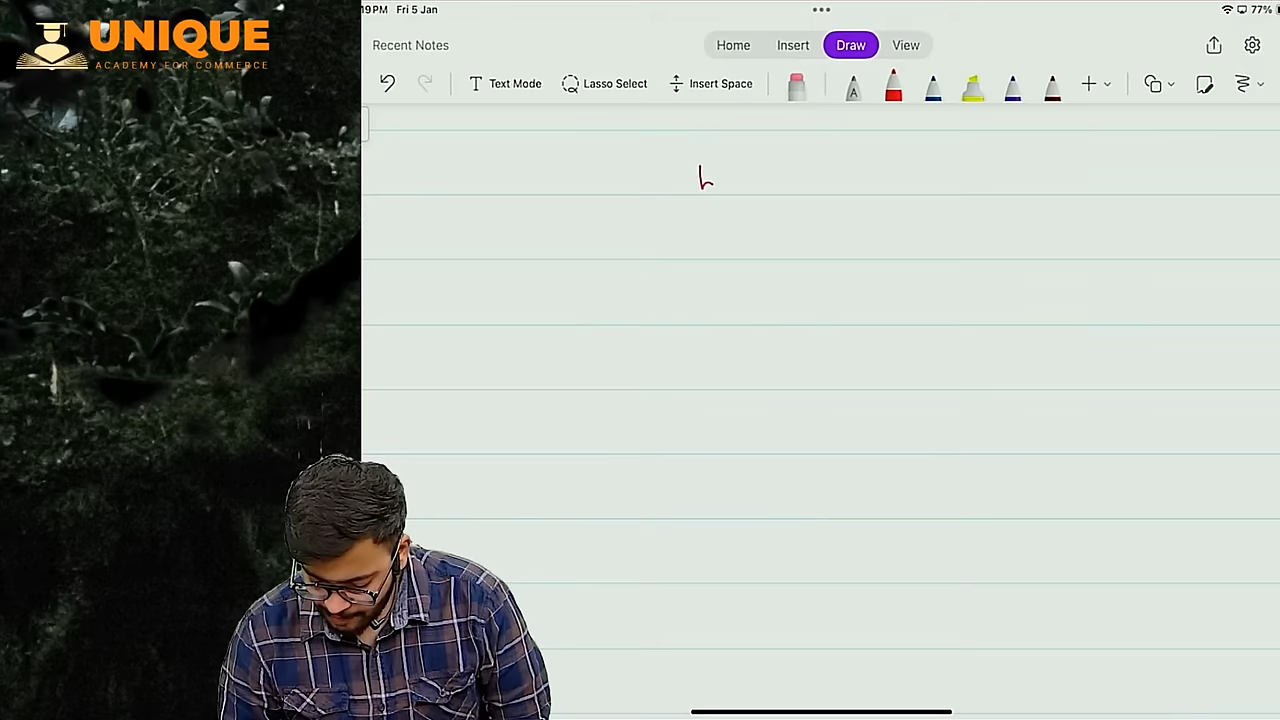 UNIQUE
ACADEMY FOR COMMERCE
19PM Fri 5 Jan
77%
Recent Notes
Home Insert Draw View
Text Mode Lasso Select Insert Space
A